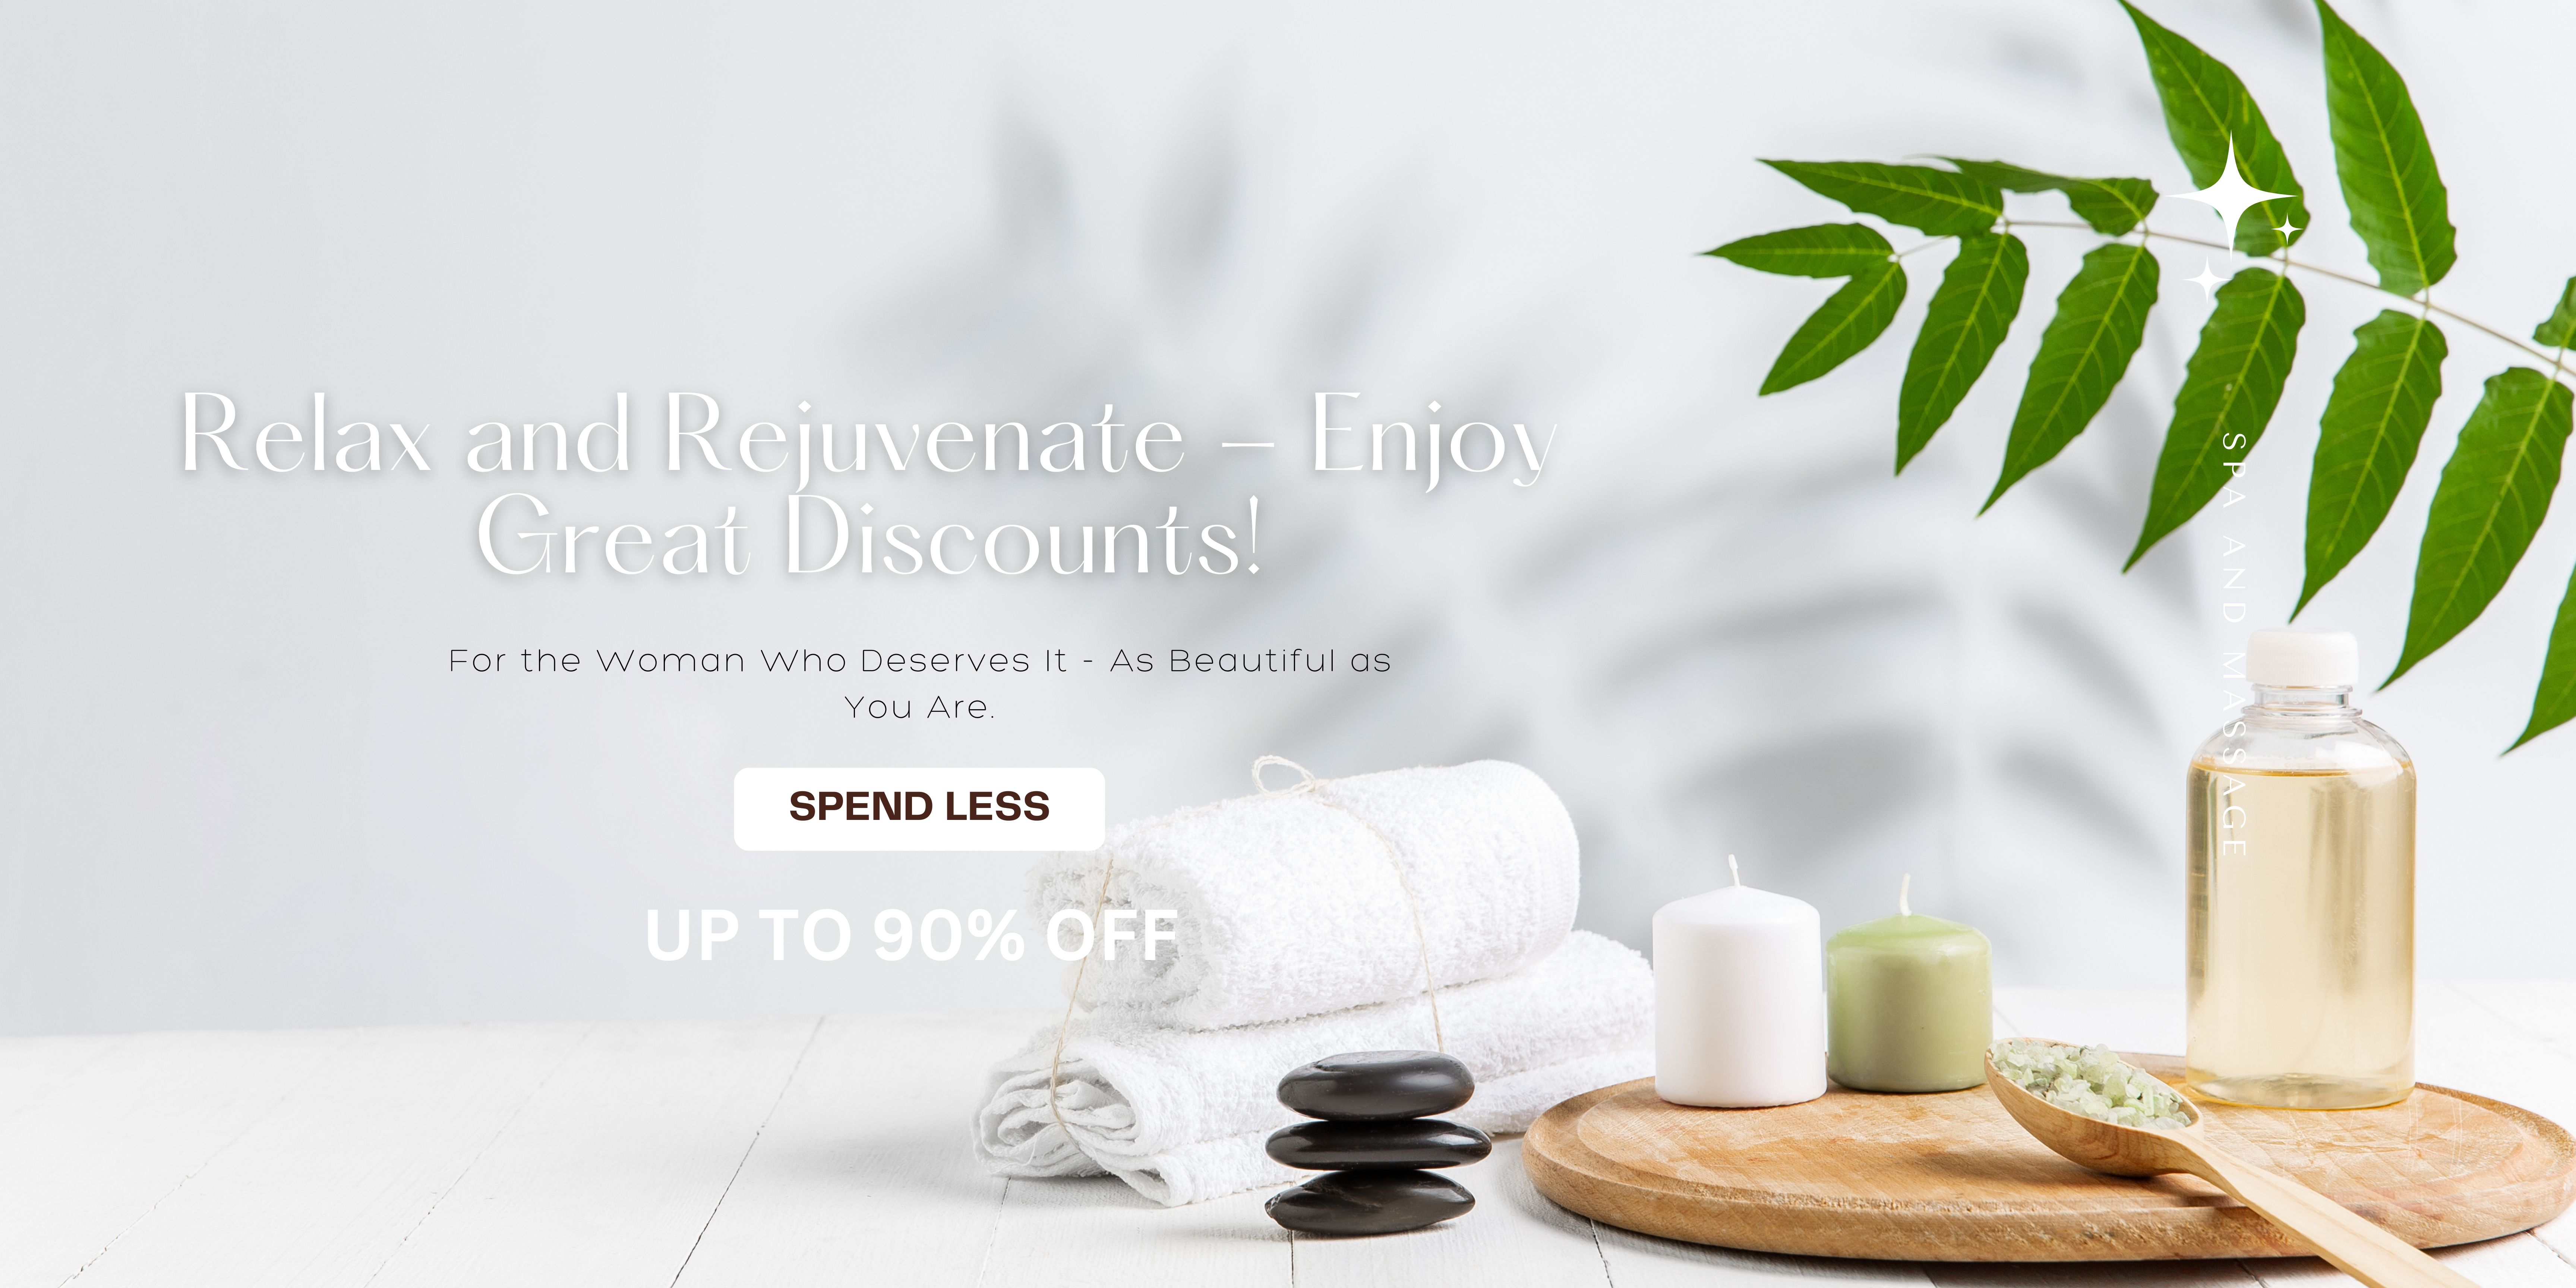 Relax and Rejuvenate – Enjoy
Great Discounts!
For the Woman Who Deserves It - As Beautiful as
You Are.
SPEND LESS
UP TO 90% OFF
SPA AND MASSAGE